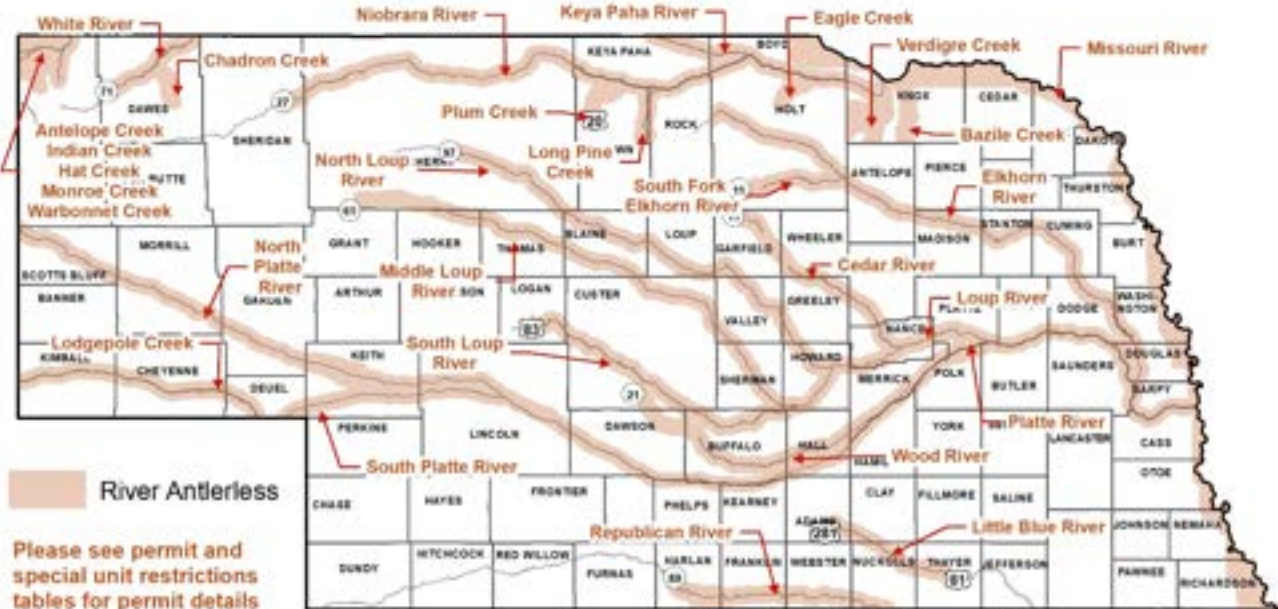 White River
Niobrara River
Keya Paha River
Eagle Creek
Verdigre Creek
Missouri River
Chadron Creek
Plum Creek
Long Pine
Creek
Bazile Creek
Antelope Creek
Indian Creek
Hat Creek
Monroe Creek
Warbonnet Creek
North Loup
River
South Fork
Elkhorn River
Elkhorn
River
North
Platte
River
Middle Loup
River
Cedar River
Loup River
Lodgepole Creek
South Loup
River
Platte River
South Platte River
Wood River
Republican River
Little Blue River
KEYA PAHA
BOYD
71
DAWES
27
SHERIDAN
20
ROCK
HOLT
KNOX
CEDAR
97
11
ANTELOPE
PIERCE
THURSTON
61
MORRILL
GRANT
HOOKER
BLAINE
LOUP
GARFIELD
WHEELER
MADISON
STANTON
CUMING
BURT
SCOTTS BLUFF
BANNER
ARTHUR
LOGAN
CUSTER
VALLEY
GREELEY
DODGE
WASHI-
NGTON
83
KIMBALL
CHEYENNE
DEUEL
KEITH
SHERMAN
HOWARD
MERRICK
POLK
BUTLER
SAUNDERS
DOUGLAS
SARPY
21
PERKINS
LINCOLN
DAWSON
BUFFALO
HALL
YORK
LANCASTER
CASS
OTOE
CHASE
HAYES
FRONTIER
PHELPS
KEARNEY
CLAY
FILLMORE
SALINE
JOHNSON
NEMAHA
281
DUNDY
HITCHCOCK
RED WILLOW
FURNAS
HARLAN
FRANKLIN
WEBSTER
NUCKOLLS
THAYER
JEFFERSON
PAWNEE
RICHARDSON
81
River Antlerless
Please see permit and
special unit restrictions
tables for permit details